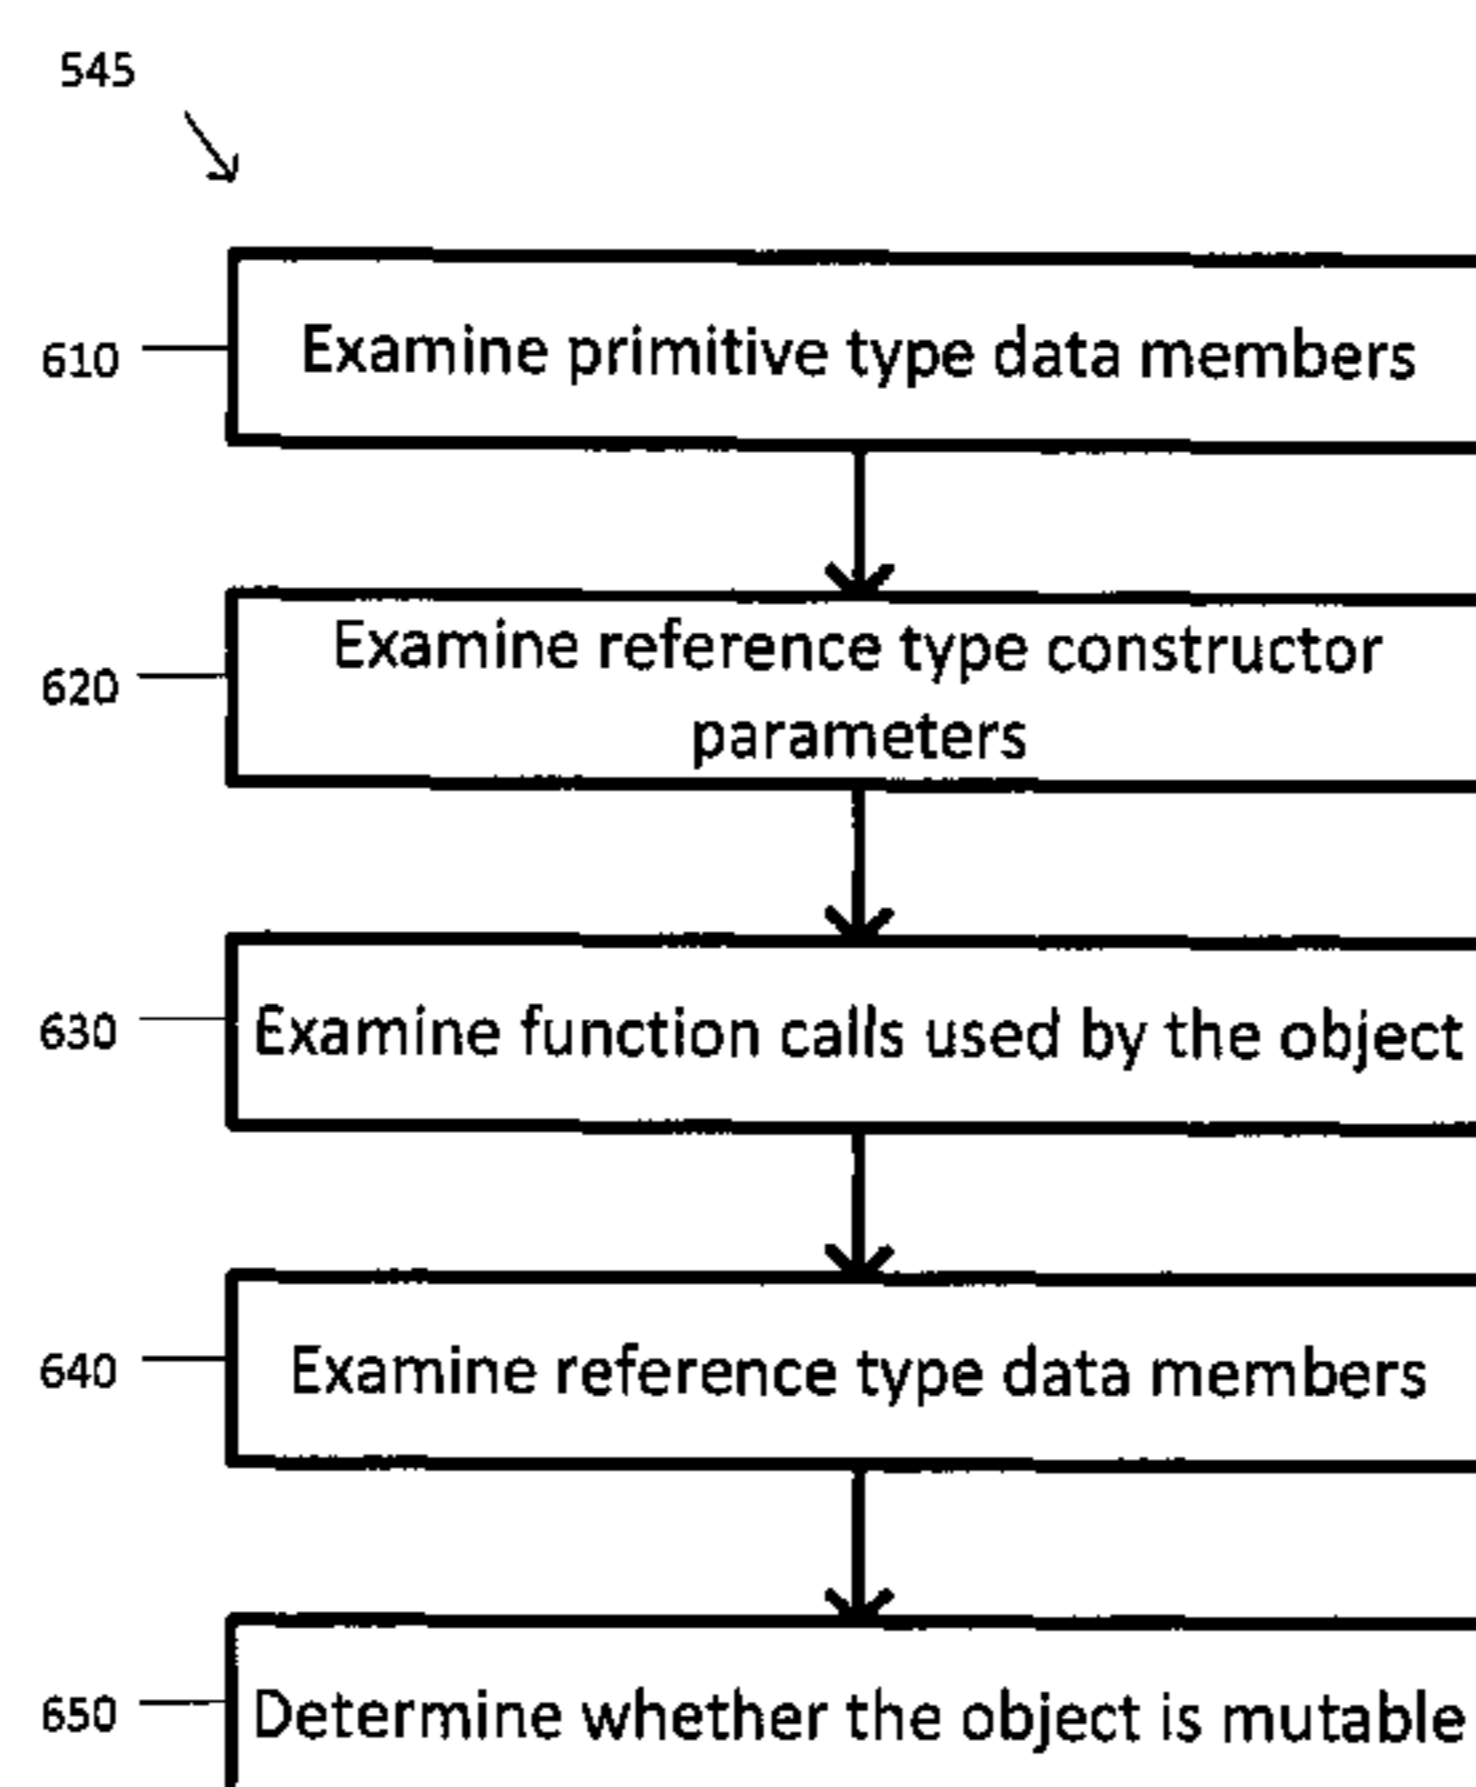 545
610
Examine primitive type data members
620
Examine reference type constructor
parameters
630
Examine function calls used by the object
640
Examine reference type data members
650
Determine whether the object is mutable